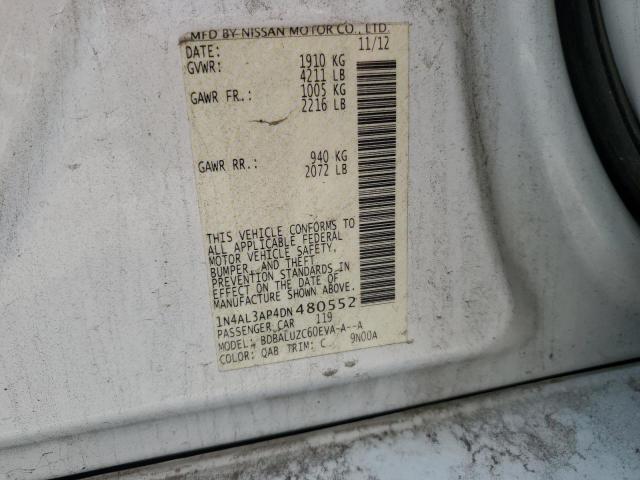 MFD BY NISSAN MOTOR CO., LTD.
DATE: 11/12
GVWR: 1910 KG
4211 LB
GAWR FR.: 1005 KG
2216 LB
GAWR RR.: 940 KG
2072 LB
THIS VEHICLE CONFORMS TO
ALL APPLICABLE FEDERAL
MOTOR VEHICLE SAFETY,
BUMPER, AND THEFT
PREVENTION STANDARDS IN
EFFECT ON THE DATE OF
MANUFACTURE SHOWN ABOVE.
1N4AL3AP4DN480552
PASSENGER CAR 119
MODEL: BDBALUZC60EVA-A--A
COLOR: QAB TRIM: C 9N00A